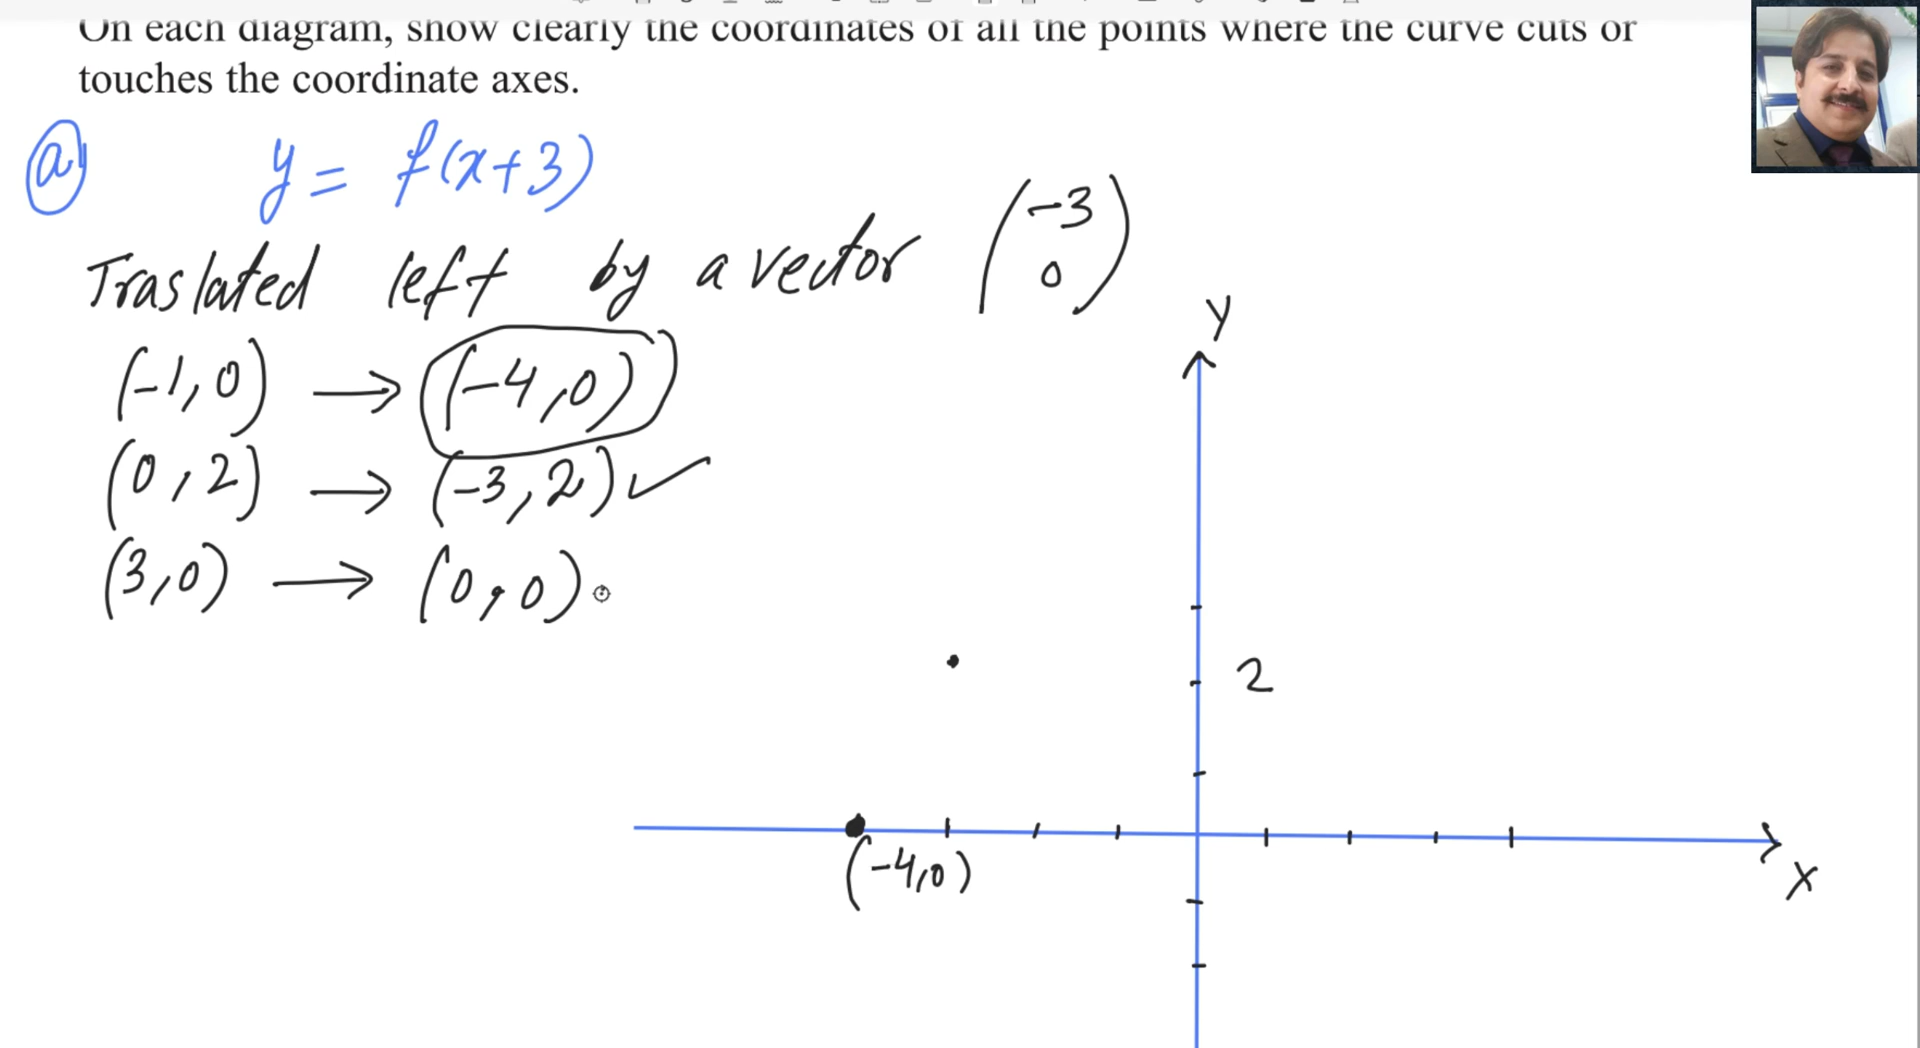 On each diagram, show clearly the coordinates of all the points where the curve cuts or
touches the coordinate axes.
(a) y = f(x+3)
Traslated left by a vector (-3 0)
(-1,0) → (-4,0)
(0,2) → (-3,2) ✓
(3,0) → (0,0)
y
2
(-4,0)
x